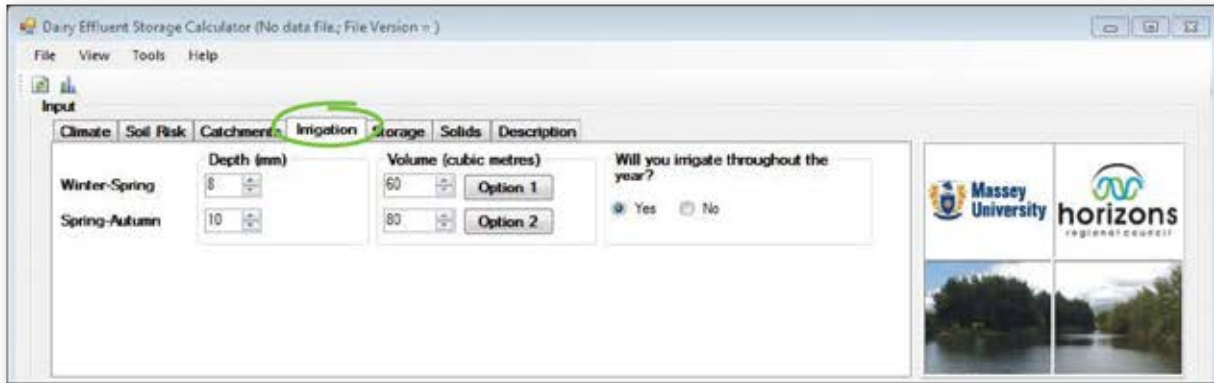 Dairy Effluent Storage Calculator (No data file.; File Version = )
File View Tools Help
Input
Climate Soil Risk Catchments Irrigation Storage Solids Description
Depth (mm) Volume (cubic metres) Will you irrigate throughout the
year?
Winter-Spring 8 60 Option 1
Yes No
Spring-Autumn 10 80 Option 2
Massey
University
horizons
regional council